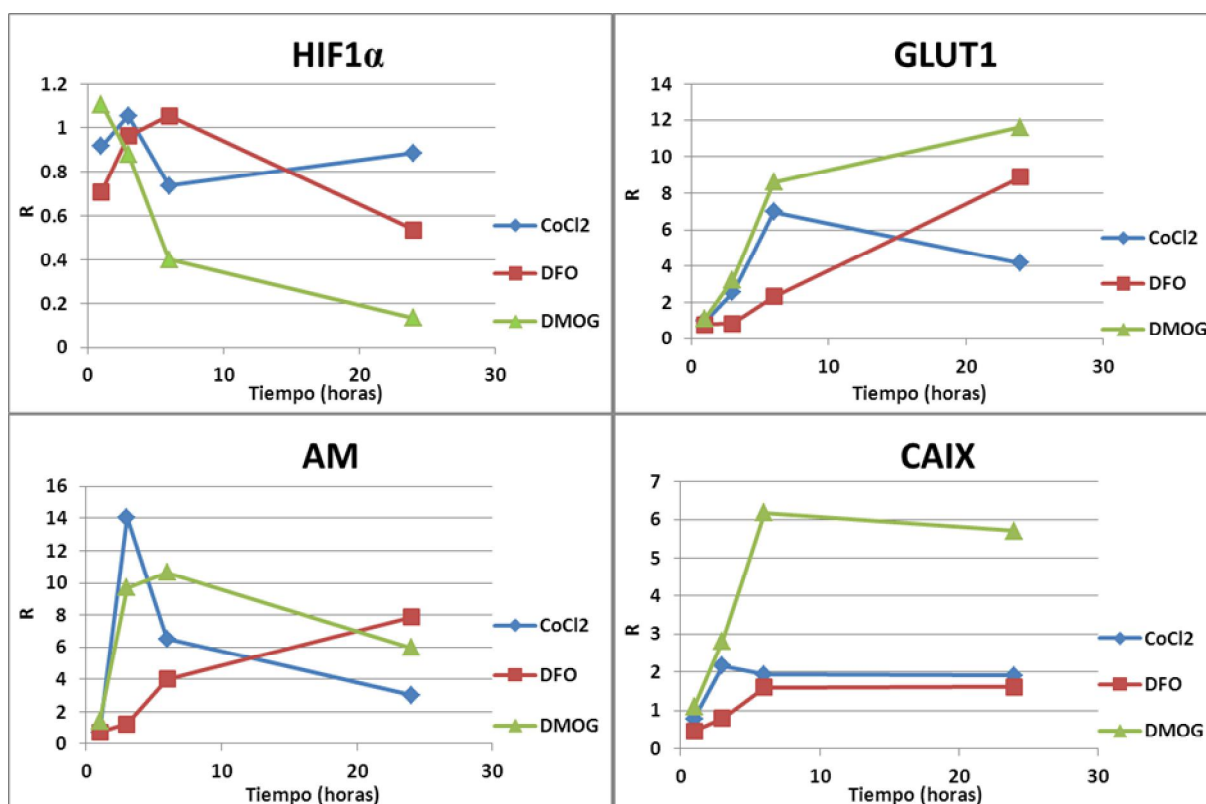 HIF1α
1.2
1
0.8
0.6
0.4
0.2
0
R
0 10 20 30
Tiempo (horas)
CoCl2
DFO
DMOG
GLUT1
14
12
10
8
6
4
2
0
R
0 10 20 30
Tiempo (horas)
CoCl2
DFO
DMOG
AM
16
14
12
10
8
6
4
2
0
R
0 10 20 30
Tiempo (horas)
CoCl2
DFO
DMOG
CAIX
7
6
5
4
3
2
1
0
R
0 10 20 30
Tiempo (horas)
CoCl2
DFO
DMOG